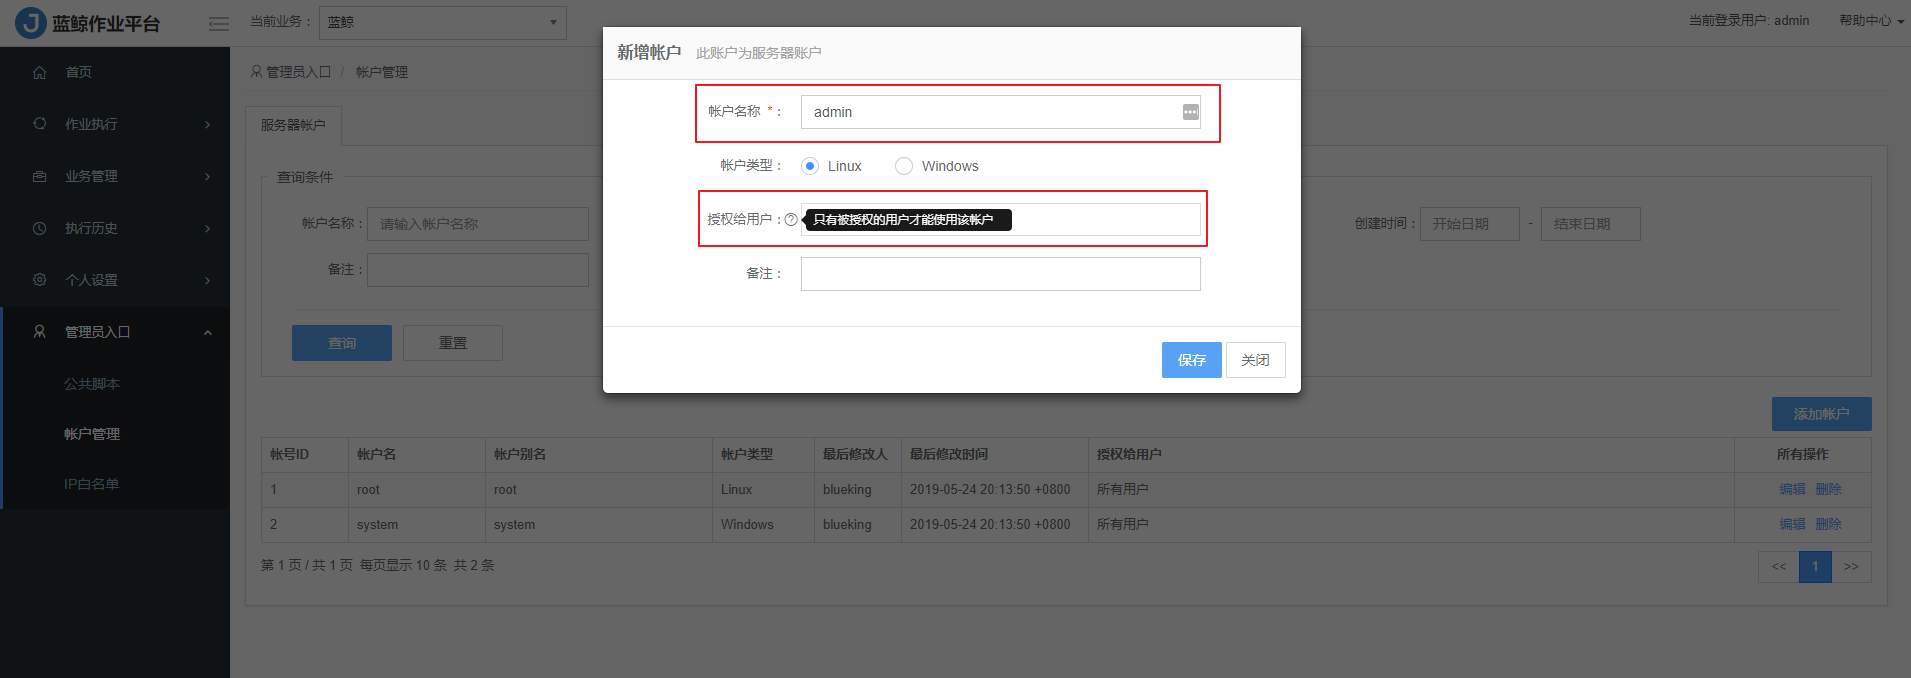 蓝鲸作业平台
当前业务：
蓝鲸
当前登录用户: admin
帮助中心
首页
作业执行
业务管理
执行历史
个人设置
管理员入口
公共脚本
帐户管理
IP白名单
管理员入口 / 帐户管理
服务器帐户
查询条件
帐户名称：
请输入帐户名称
创建时间：
开始日期
-
结束日期
备注：
查询
重置
新增帐户
此账户为服务器账户
帐户名称 *：
admin
帐户类型：
Linux
Windows
授权给用户：
只有被授权的用户才能使用该帐户
备注：
保存
关闭
添加帐户
帐号ID 帐户名 帐户别名 帐户类型 最后修改人 最后修改时间 授权给用户 所有操作
1 root root Linux blueking 2019-05-24 20:13:50 +0800 所有用户 编辑 删除
2 system system Windows blueking 2019-05-24 20:13:50 +0800 所有用户 编辑 删除
第 1 页 / 共 1 页 每页显示 10 条 共 2 条
<< 1 >>